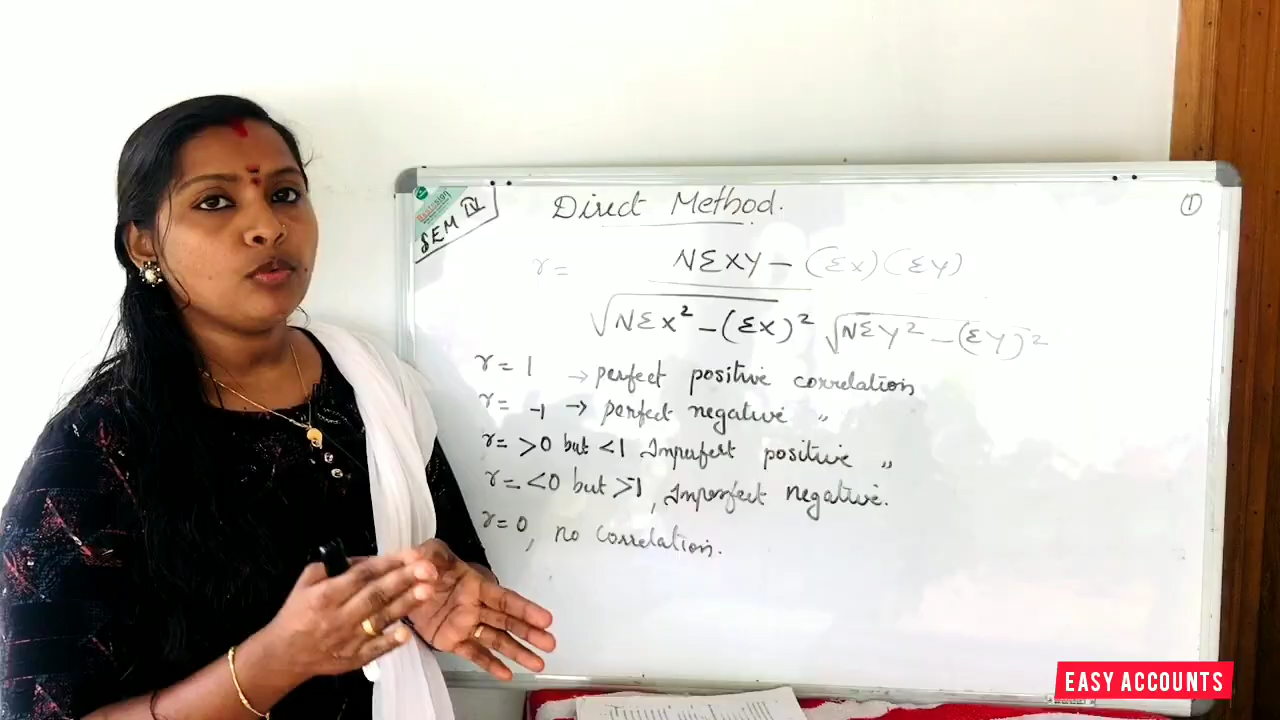 SEM IV
Direct Method.
①
r = NΣXY - (ΣX)(ΣY)
√NΣX² - (ΣX)² √NΣY² - (ΣY)²
r = 1 → perfect positive correlation
r = -1 → perfect negative "
r = >0 but <1 Imperfect positive "
r = <0 but >-1, Imperfect negative.
r = 0, no Correlation.
EASY ACCOUNTS